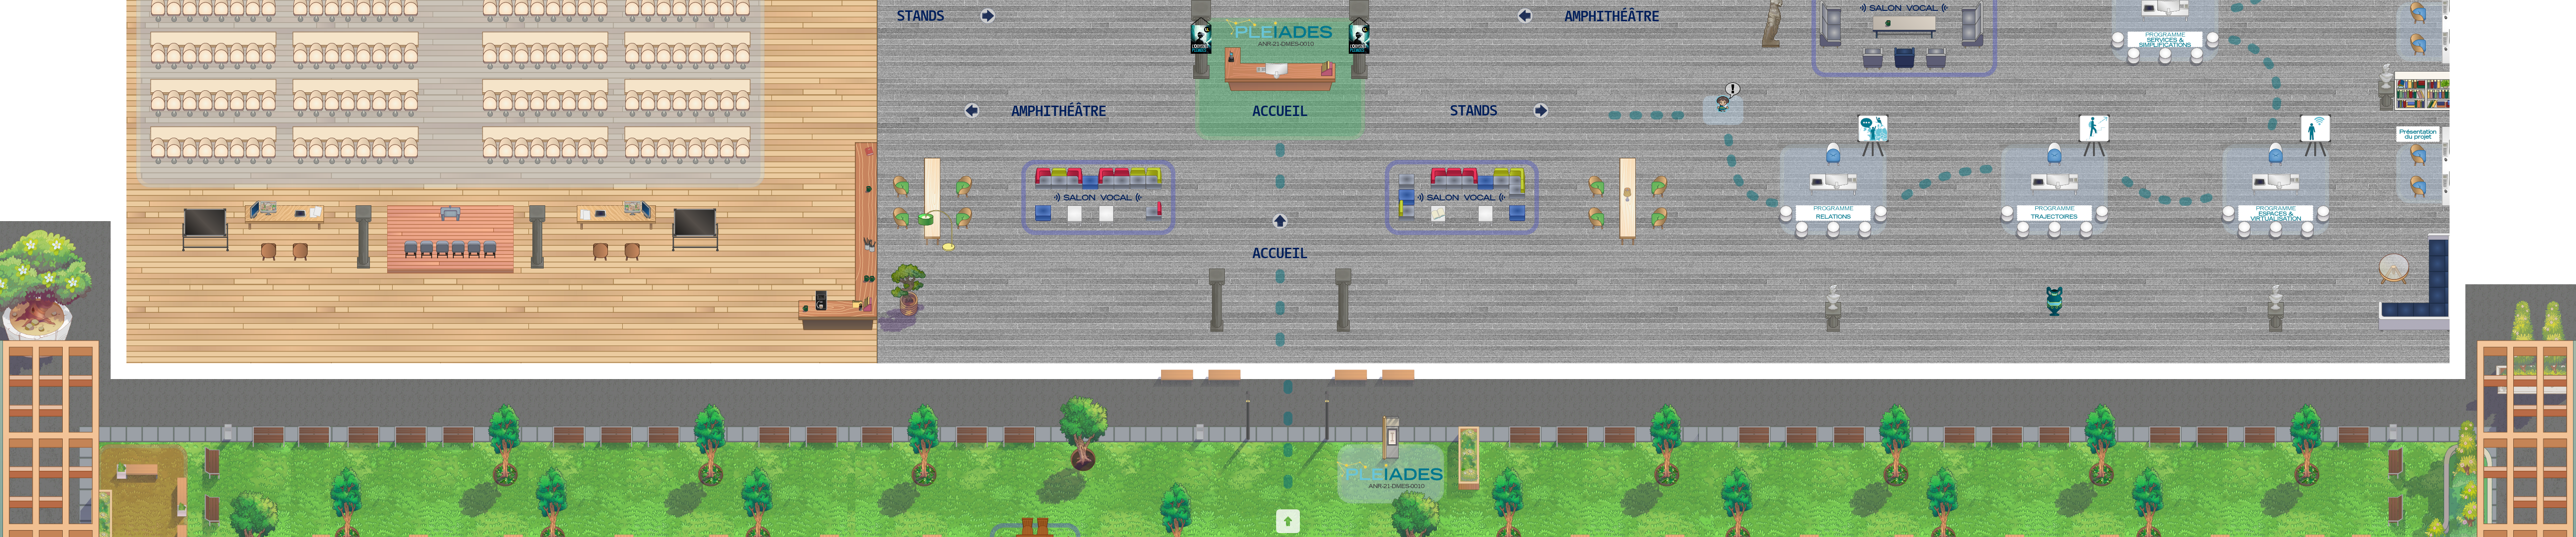 STANDS
AMPHITHÉÂTRE
SALON VOCAL
PLEIADES
ANR-21-DMES-0010
PROGRAMME
SERVICES &
SIMPLIFICATIONS
AMPHITHÉÂTRE
ACCUEIL
STANDS
!
Présentation
du projet
SALON VOCAL
SALON VOCAL
PROGRAMME
RELATIONS
PROGRAMME
TRAJECTOIRES
PROGRAMME
ESPACES &
VIRTUALISATION
ACCUEIL
PLEIADES
ANR-21-DMES-0010